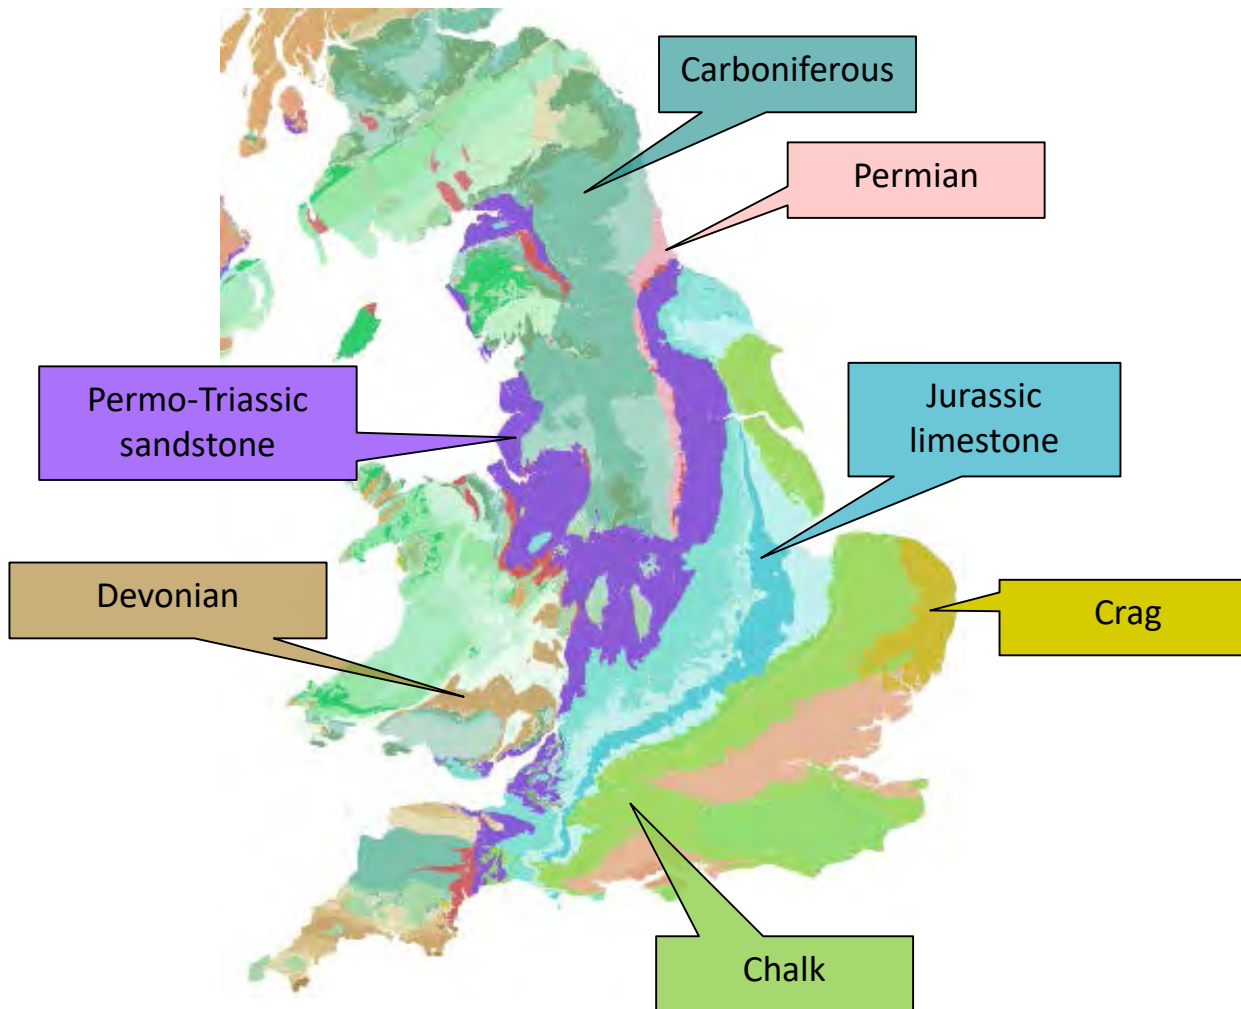 Carboniferous
Permian
Permo-Triassic
sandstone
Jurassic
limestone
Devonian
Crag
Chalk